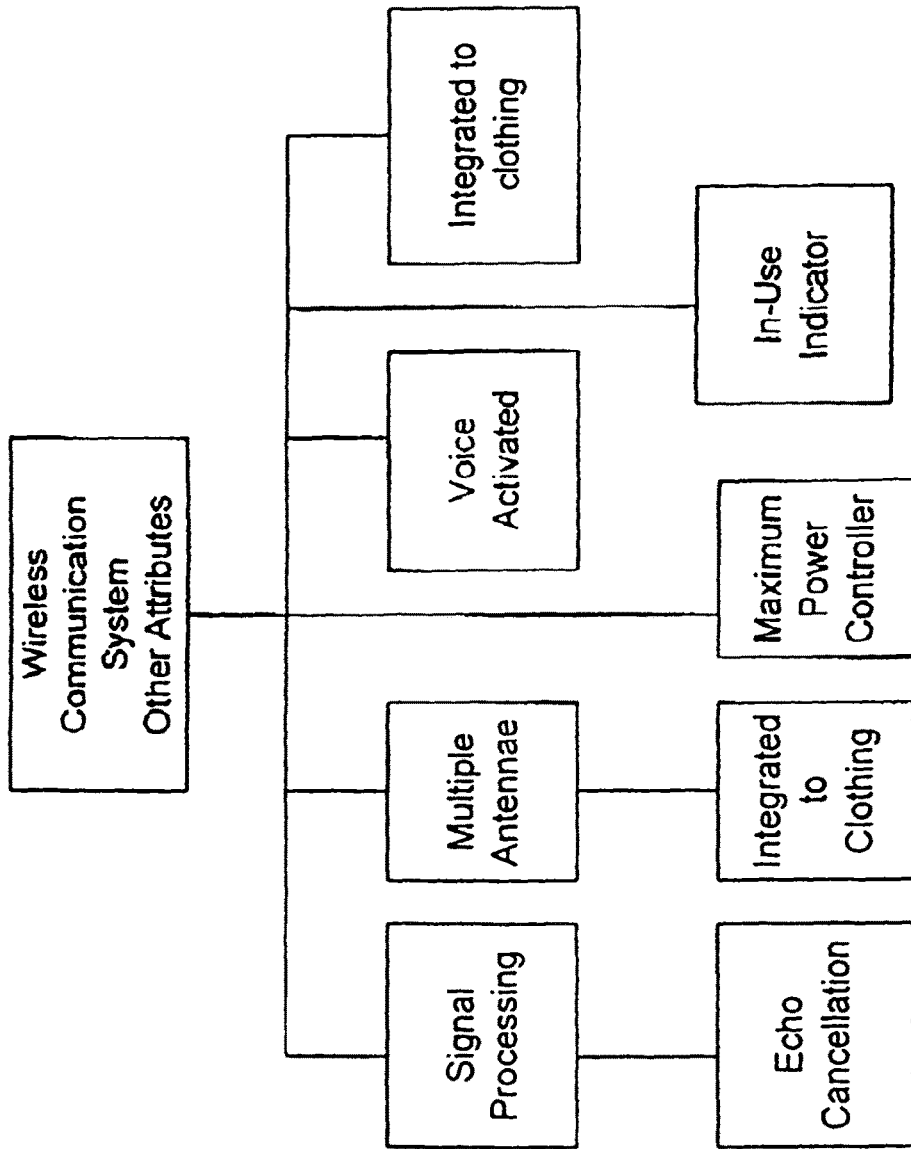 Wireless
Communication
System
Other Attributes
Signal
Processing
Multiple
Antennae
Voice
Activated
Integrated to
clothing
Echo
Cancellation
Integrated
to
Clothing
Maximum
Power
Controller
In-Use
Indicator